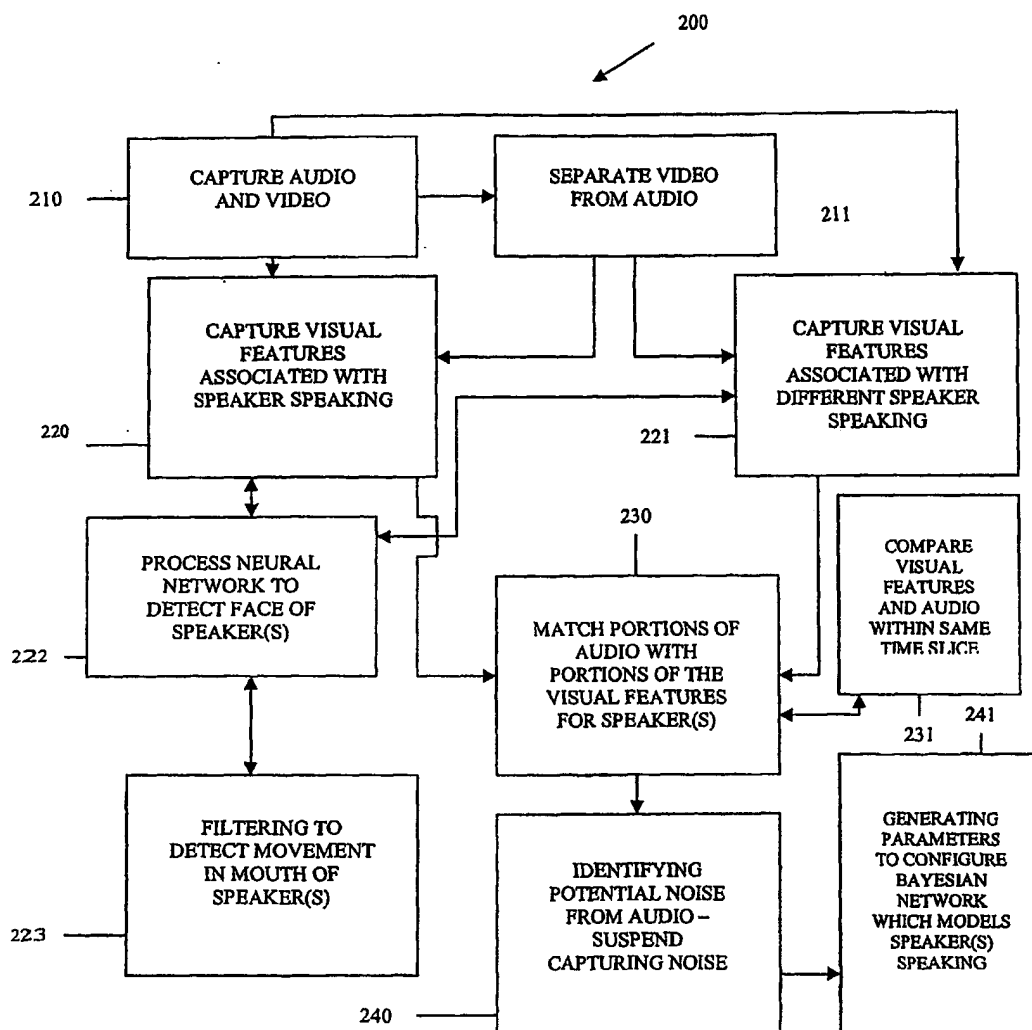 200
CAPTURE AUDIO
AND VIDEO
210
SEPARATE VIDEO
FROM AUDIO
211
CAPTURE VISUAL
FEATURES
ASSOCIATED WITH
SPEAKER SPEAKING
220
CAPTURE VISUAL
FEATURES
ASSOCIATED WITH
DIFFERENT SPEAKER
SPEAKING
221
PROCESS NEURAL
NETWORK TO
DETECT FACE OF
SPEAKER(S)
222
230
MATCH PORTIONS OF
AUDIO WITH
PORTIONS OF THE
VISUAL FEATURES
FOR SPEAKER(S)
COMPARE
VISUAL
FEATURES
AND AUDIO
WITHIN SAME
TIME SLICE
231
241
FILTERING TO
DETECT MOVEMENT
IN MOUTH OF
SPEAKER(S)
223
IDENTIFYING
POTENTIAL NOISE
FROM AUDIO –
SUSPEND
CAPTURING NOISE
240
GENERATING
PARAMETERS
TO CONFIGURE
BAYESIAN
NETWORK
WHICH MODELS
SPEAKER(S)
SPEAKING